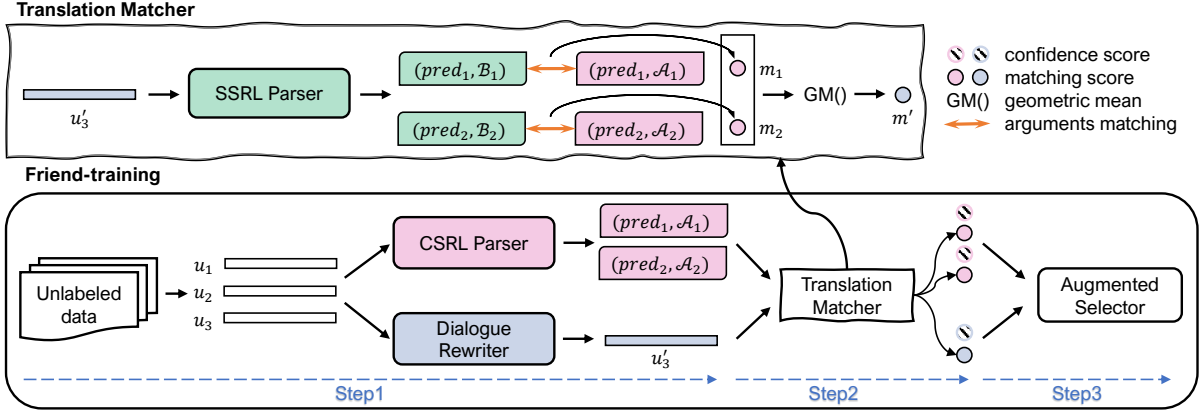 Translation Matcher
u′₃
SSRL Parser
(pred₁, ℬ₁)
(pred₁, 𝒜₁)
(pred₂, ℬ₂)
(pred₂, 𝒜₂)
m₁
m₂
GM()
m′
confidence score
matching score
GM() geometric mean
arguments matching
Friend-training
Unlabeled
data
u₁
u₂
u₃
CSRL Parser
Dialogue
Rewriter
(pred₁, 𝒜₁)
(pred₂, 𝒜₂)
u′₃
Translation
Matcher
Augmented
Selector
Step1
Step2
Step3